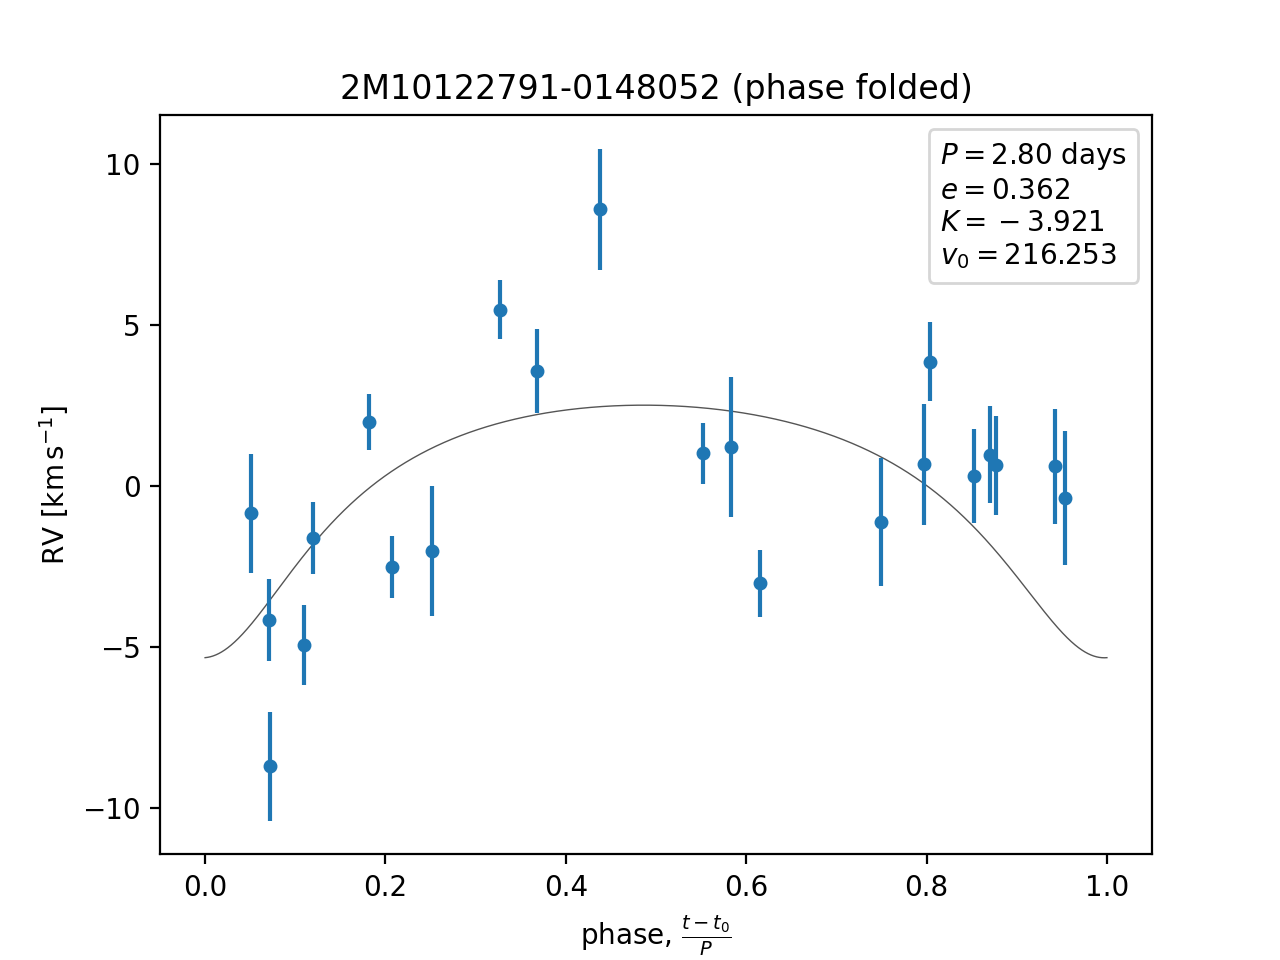 2M10122791-0148052 (phase folded)
P = 2.80 days
e = 0.362
K = −3.921
v₀ = 216.253
10
5
0
−5
−10
RV [km s⁻¹]
0.0 0.2 0.4 0.6 0.8 1.0
phase, (t − t₀)/P